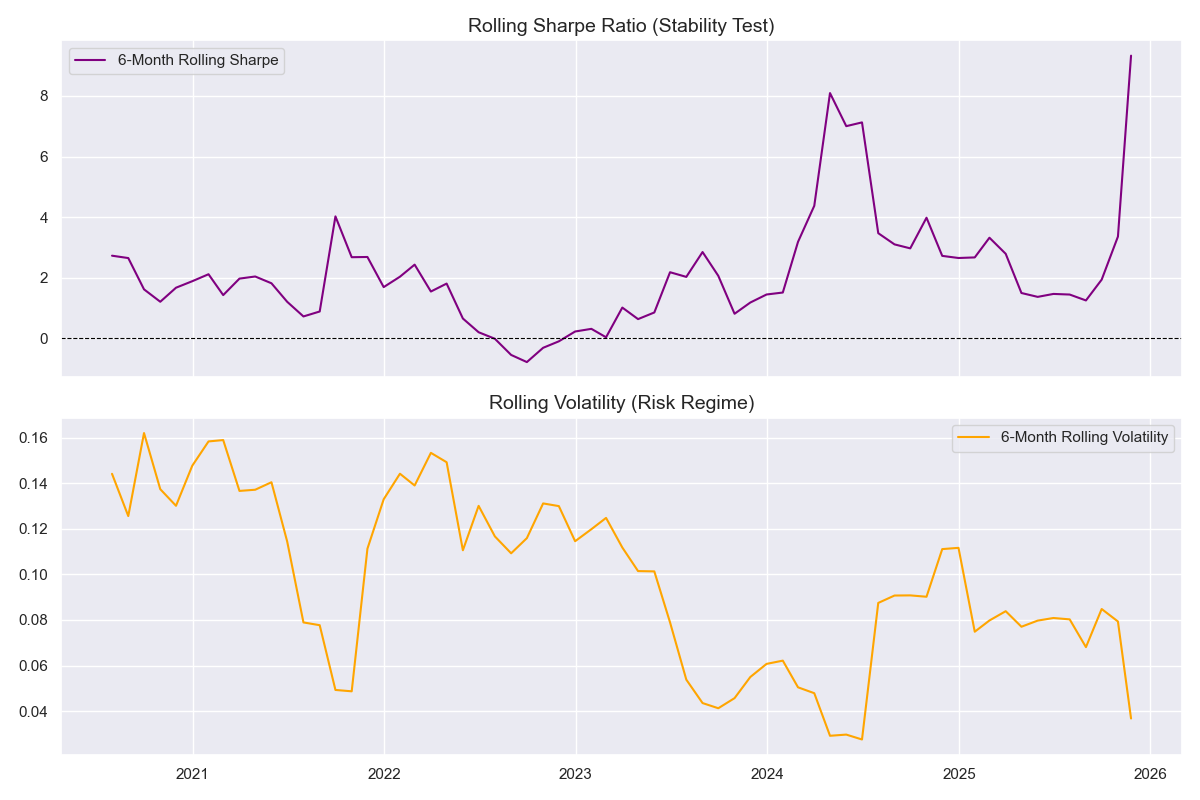 Rolling Sharpe Ratio (Stability Test)
6-Month Rolling Sharpe
8
6
4
2
0
Rolling Volatility (Risk Regime)
6-Month Rolling Volatility
0.16
0.14
0.12
0.10
0.08
0.06
0.04
2021 2022 2023 2024 2025 2026